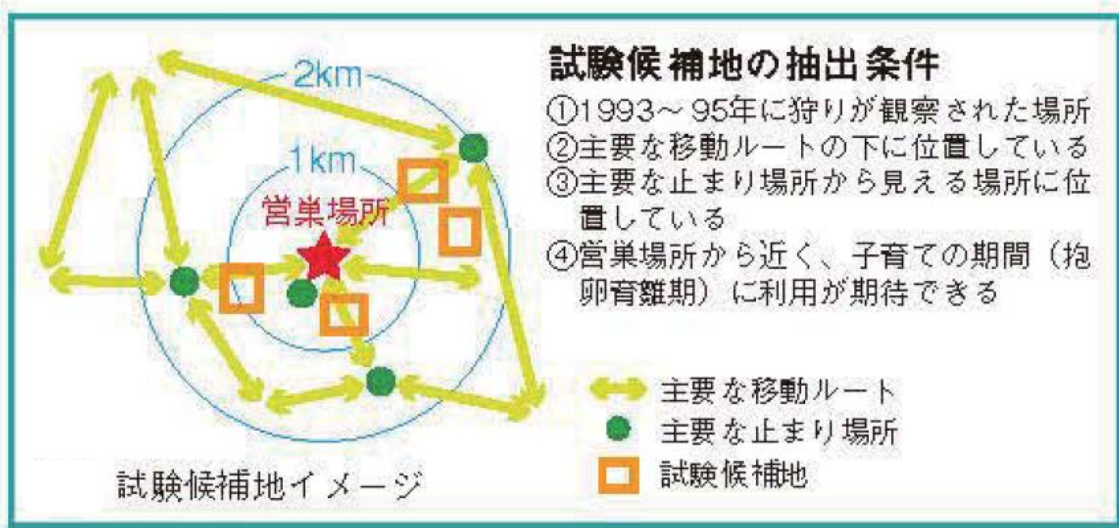 2km
1km
営巣場所
試験候補地イメージ
試験候補地の抽出条件
①1993~95年に狩りが観察された場所
②主要な移動ルートの下に位置している
③主要な止まり場所から見える場所に位
置している
④営巣場所から近く、子育ての期間(抱
卵育雛期)に利用が期待できる
主要な移動ルート
主要な止まり場所
試験候補地